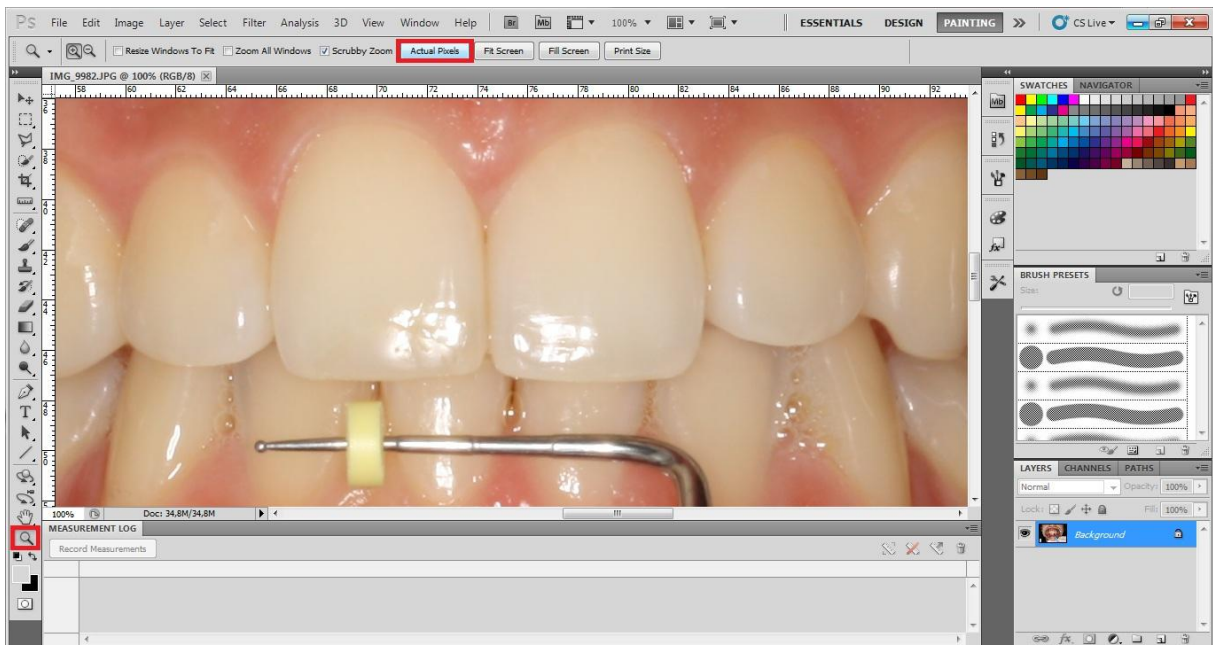 PS File Edit Image Layer Select Filter Analysis 3D View Window Help Br Mb 100% ESSENTIALS DESIGN PAINTING CS Live
Resize Windows To Fit Zoom All Windows Scrubby Zoom Actual Pixels Fit Screen Fill Screen Print Size
IMG_9982.JPG @ 100% (RGB/8)
58 60 62 64 66 68 70 72 74 76 78 80 82 84 86 88 90 92
SWATCHES NAVIGATOR
Mb
BRUSH PRESETS
Size:
LAYERS CHANNELS PATHS
Normal Opacity: 100%
Lock: Fill: 100%
Background
100% Doc: 34,8M/34,8M
MEASUREMENT LOG
Record Measurements